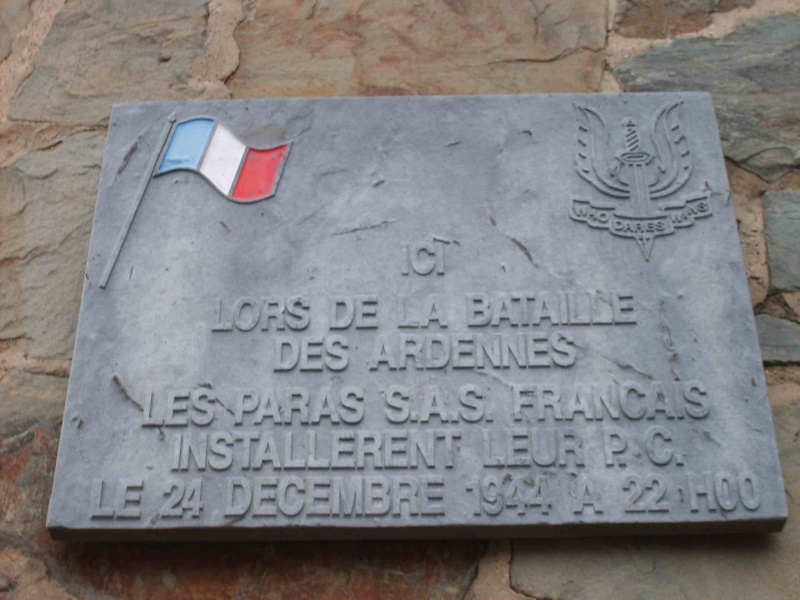 WHO DARES WINS
ICI
LORS DE LA BATAILLE
DES ARDENNES
LES PARAS S.A.S. FRANCAIS
INSTALLERENT LEUR P.C.
LE 24 DECEMBRE 1944 A 22 H00